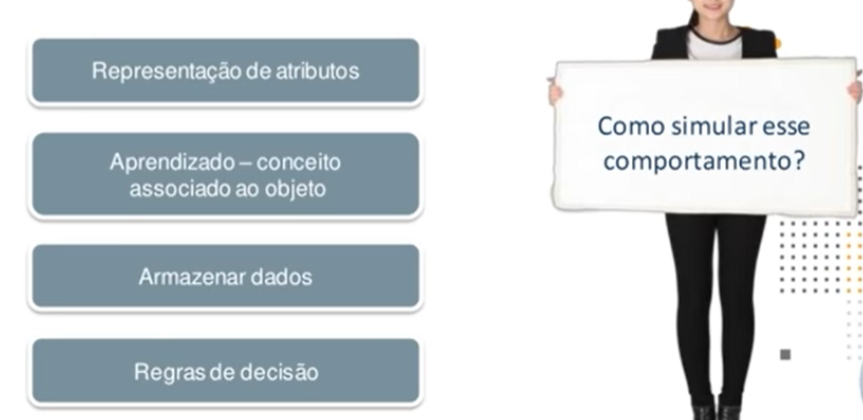 Representação de atributos
Aprendizado – conceito
associado ao objeto
Armazenar dados
Regras de decisão
Como simular esse
comportamento?